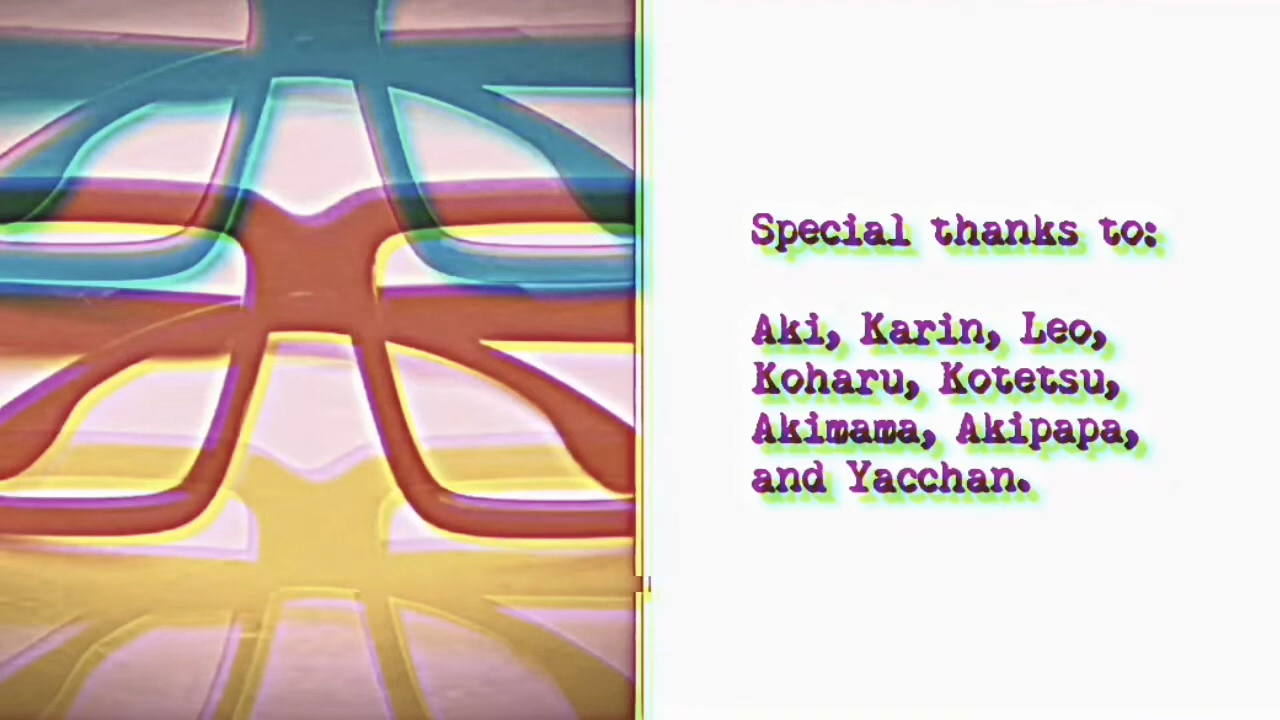 Special thanks to:
Aki, Karin, Leo,
Koharu, Kotetsu,
Akimama, Akipapa,
and Yacchan.